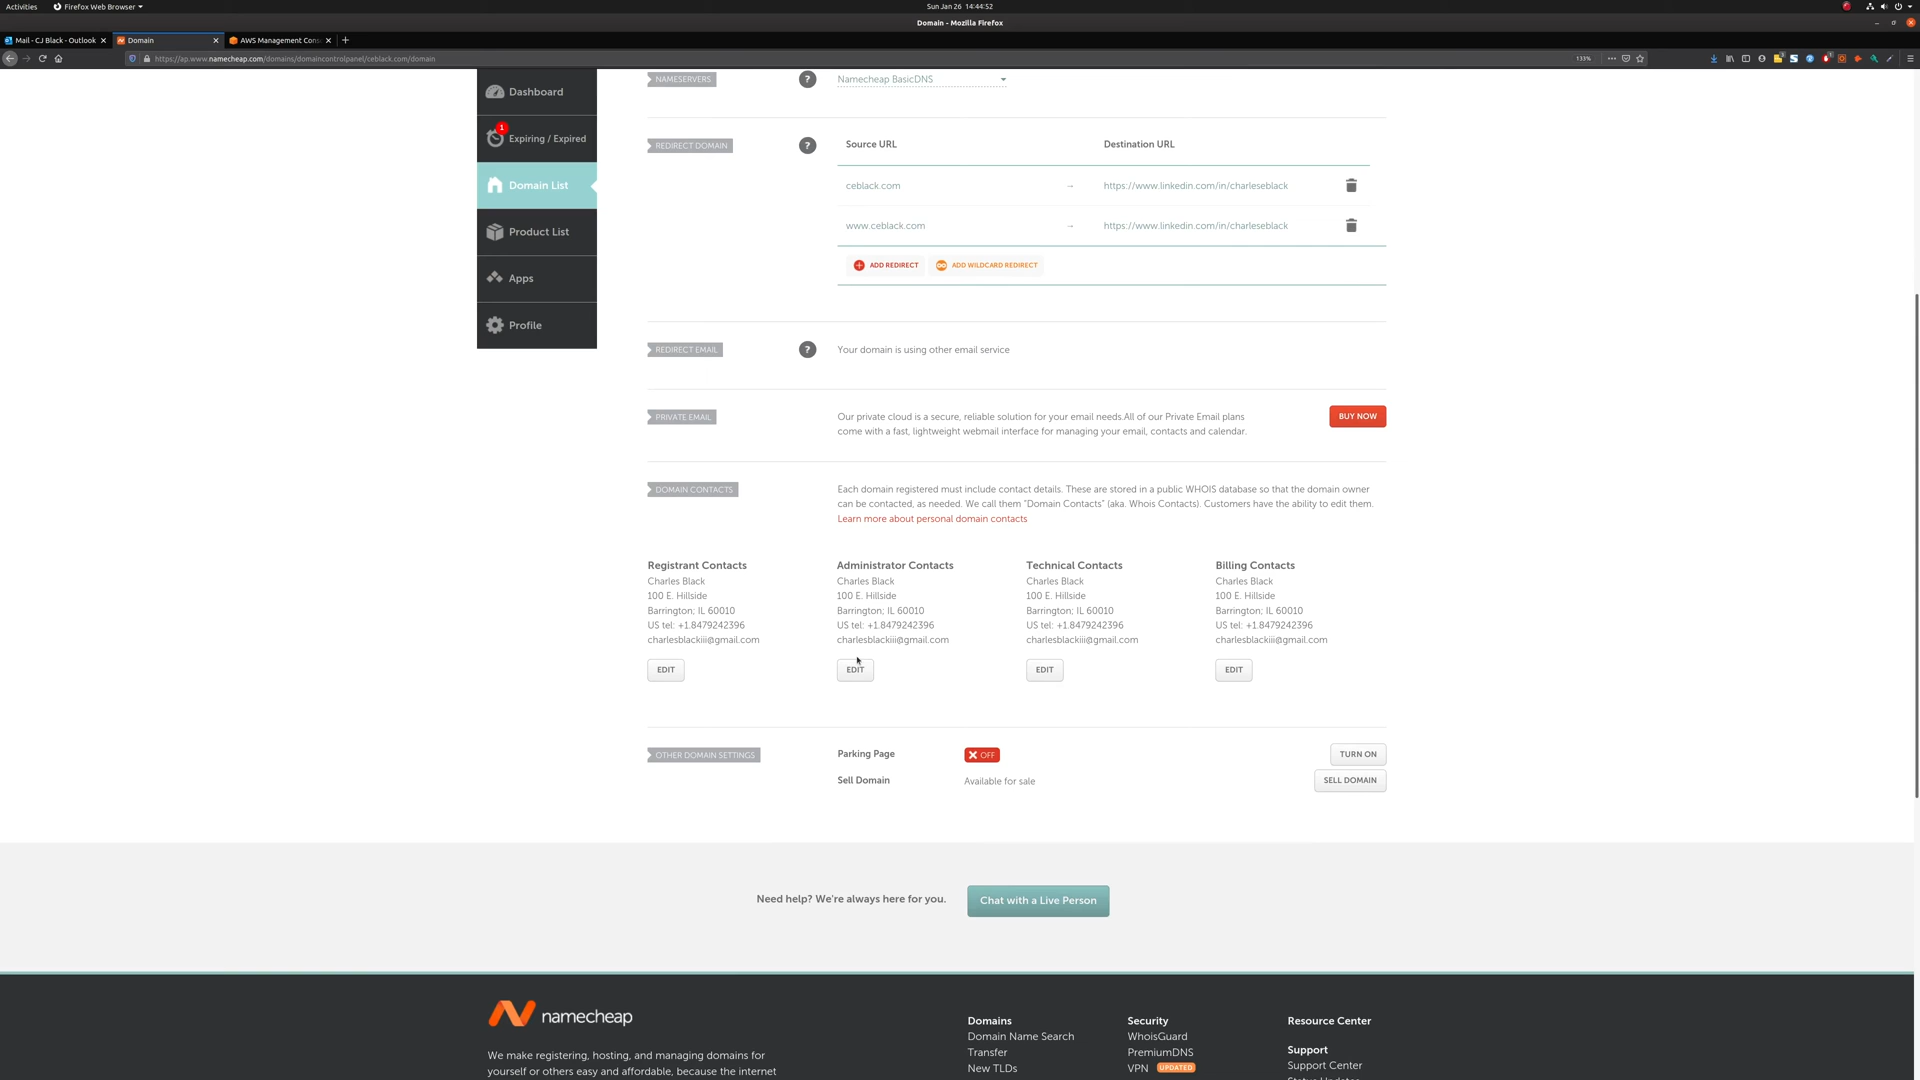 Activities
Firefox Web Browser
Sun Jan 26 14:44:52
Domain - Mozilla Firefox
Mail - CJ Black - Outlook
Domain
AWS Management Cons
https://ap.www.namecheap.com/domains/domaincontrolpanel/ceblack.com/domain
133%
Dashboard
1
Expiring / Expired
Domain List
Product List
Apps
Profile
NAMESERVERS
?
Namecheap BasicDNS
REDIRECT DOMAIN
?
Source URL
Destination URL
ceblack.com → https://www.linkedin.com/in/charleseblack
www.ceblack.com → https://www.linkedin.com/in/charleseblack
ADD REDIRECT
ADD WILDCARD REDIRECT
REDIRECT EMAIL
?
Your domain is using other email service
PRIVATE EMAIL
Our private cloud is a secure, reliable solution for your email needs.All of our Private Email plans
come with a fast, lightweight webmail interface for managing your email, contacts and calendar.
BUY NOW
DOMAIN CONTACTS
Each domain registered must include contact details. These are stored in a public WHOIS database so that the domain owner
can be contacted, as needed. We call them "Domain Contacts" (aka. Whois Contacts). Customers have the ability to edit them.
Learn more about personal domain contacts
Registrant Contacts
Charles Black
100 E. Hillside
Barrington; IL 60010
US tel: +1.8479242396
charlesblackiii@gmail.com
EDIT
Administrator Contacts
Charles Black
100 E. Hillside
Barrington; IL 60010
US tel: +1.8479242396
charlesblackiii@gmail.com
EDIT
Technical Contacts
Charles Black
100 E. Hillside
Barrington; IL 60010
US tel: +1.8479242396
charlesblackiii@gmail.com
EDIT
Billing Contacts
Charles Black
100 E. Hillside
Barrington; IL 60010
US tel: +1.8479242396
charlesblackiii@gmail.com
EDIT
OTHER DOMAIN SETTINGS
Parking Page
OFF
TURN ON
Sell Domain
Available for sale
SELL DOMAIN
Need help? We're always here for you.
Chat with a Live Person
namecheap
We make registering, hosting, and managing domains for
yourself or others easy and affordable, because the internet
Domains
Domain Name Search
Transfer
New TLDs
Security
WhoisGuard
PremiumDNS
VPN UPDATED
Resource Center
Support
Support Center